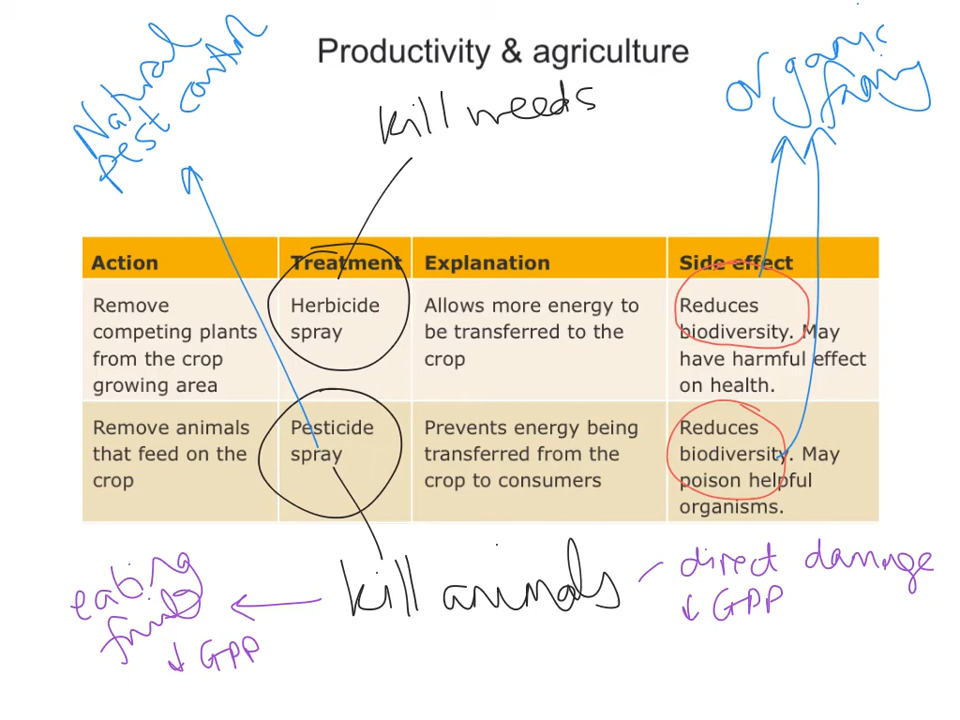 Productivity & agriculture
Natural
pest control
kill weeds
organic
farming
Action Treatment Explanation Side effect
Remove
competing plants
from the crop
growing area
Herbicide
spray
Allows more energy to
be transferred to the
crop
Reduces
biodiversity. May
have harmful effect
on health.
Remove animals
that feed on the
crop
Pesticide
spray
Prevents energy being
transferred from the
crop to consumers
Reduces
biodiversity. May
poison helpful
organisms.
eating
↓ GPP
kill animals
direct damage
↓ GPP